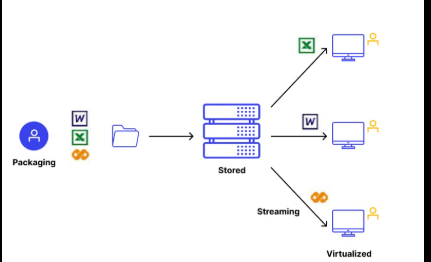 W
X
Packaging
Stored
X
W
Streaming
Virtualized